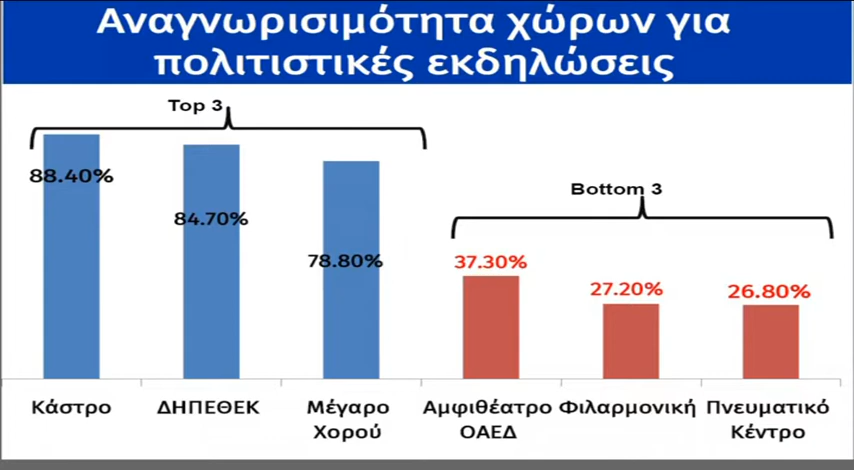 Αναγνωρισιμότητα χώρων για
πολιτιστικές εκδηλώσεις
Top 3
88.40%
84.70%
78.80%
Bottom 3
37.30%
27.20%
26.80%
Κάστρο
ΔΗΠΕΘΕΚ
Μέγαρο
Χορού
Αμφιθέατρο
ΟΑΕΔ
Φιλαρμονική
Πνευματικό
Κέντρο